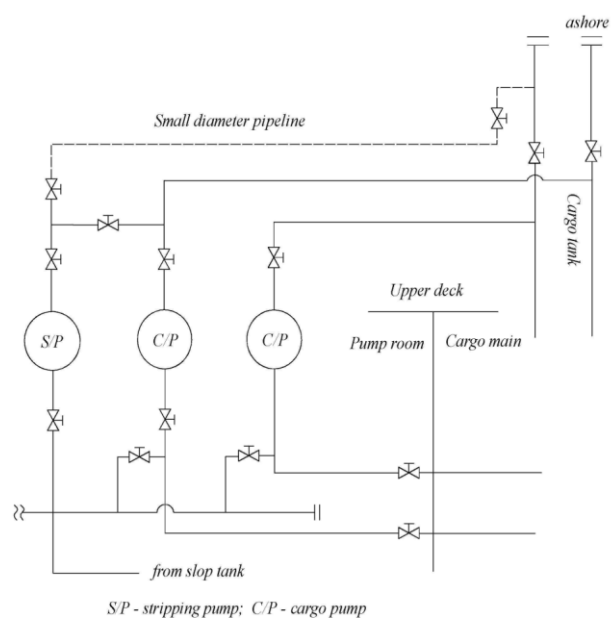 ashore
Small diameter pipeline
Cargo tank
Upper deck
S/P
C/P
C/P
Pump room
Cargo main
from slop tank
S/P - stripping pump; C/P - cargo pump